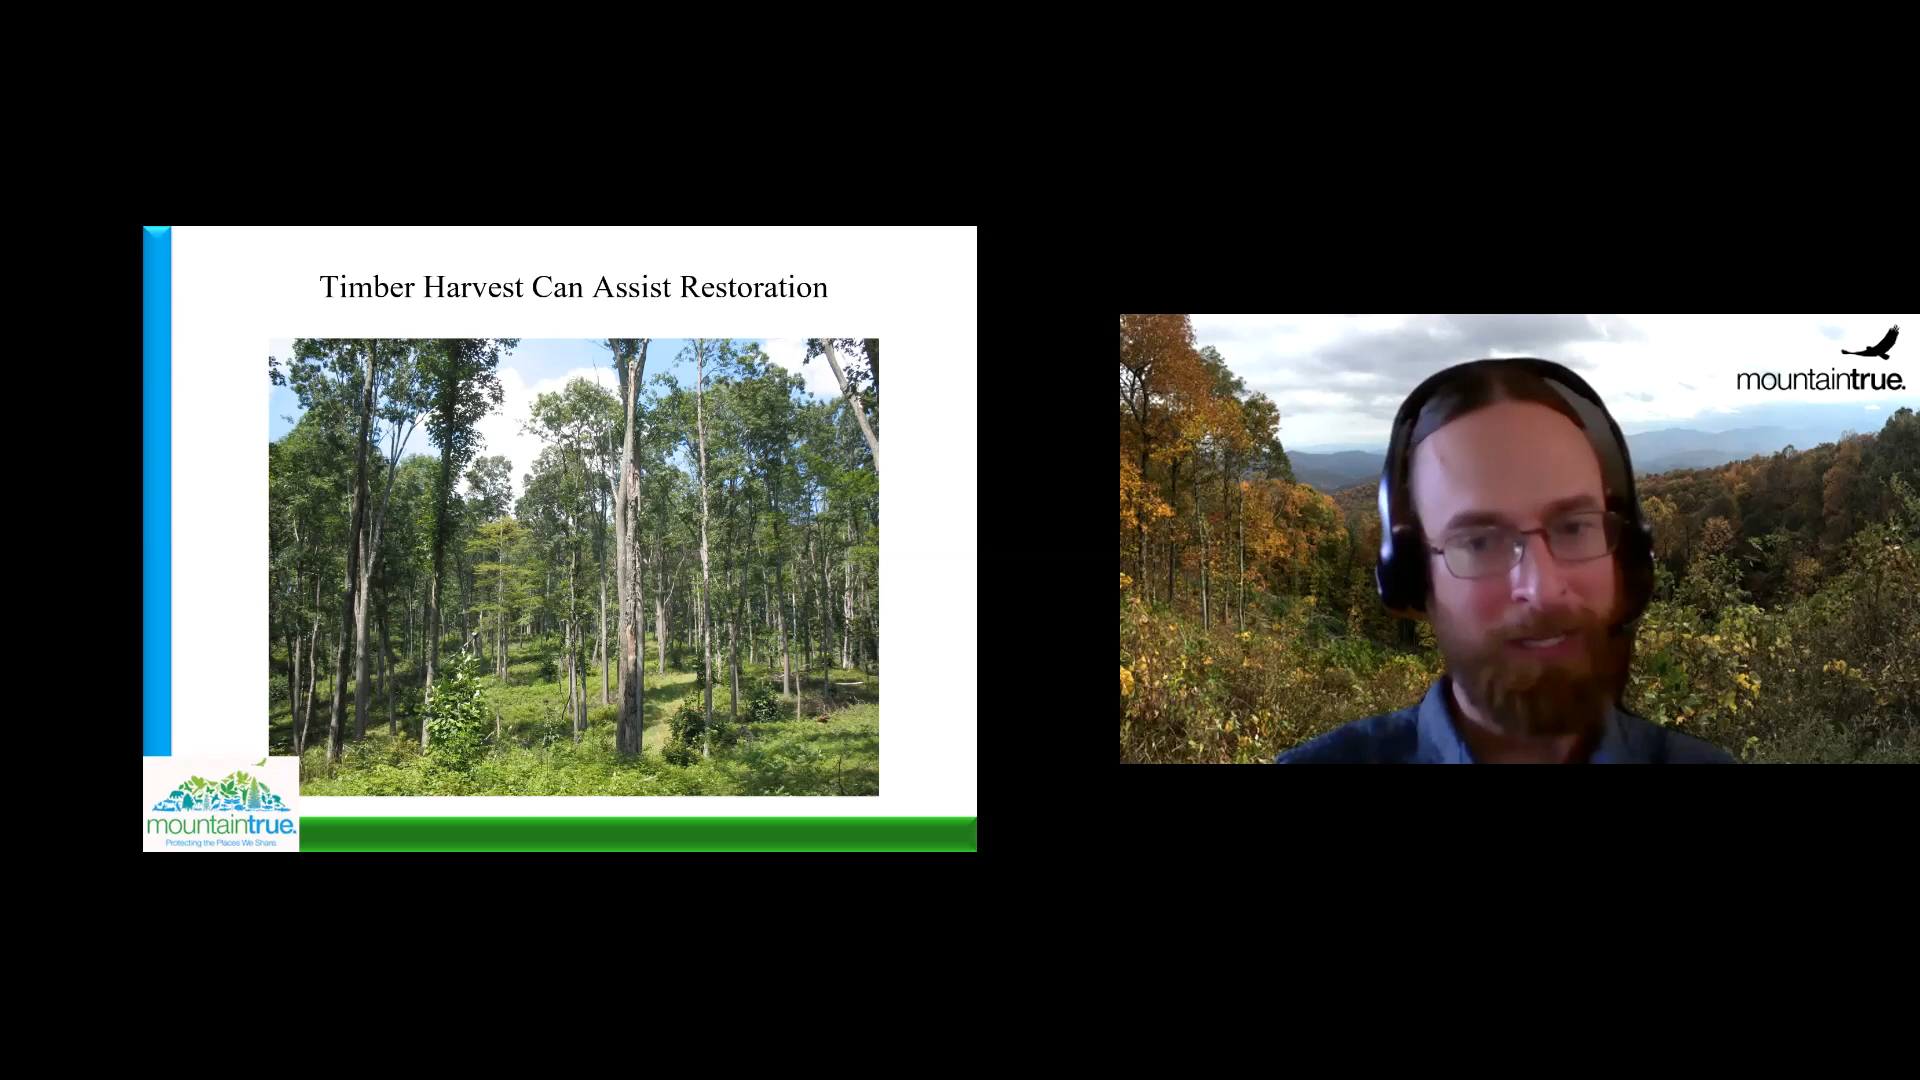 Timber Harvest Can Assist Restoration
mountaintrue.
Protecting the Places We Share.
mountaintrue.